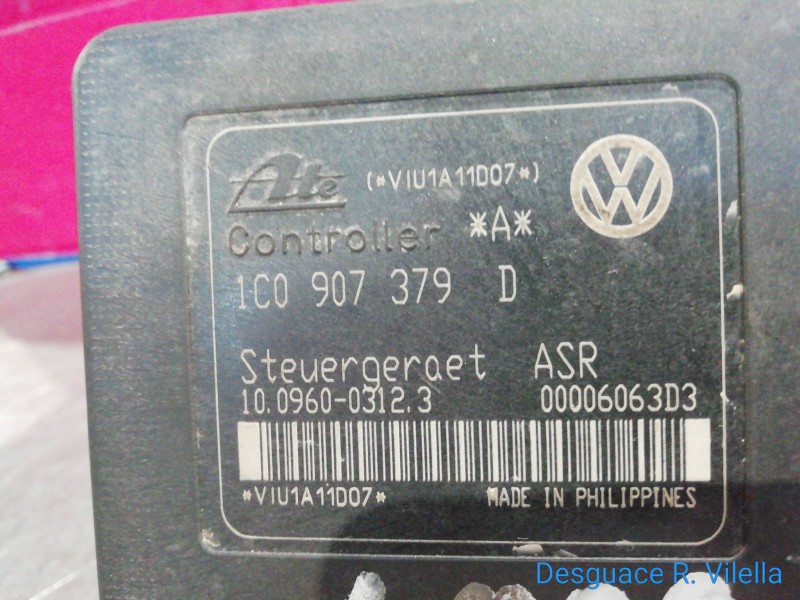 Ate (*VIU1A11D07*)
Controller *A*
1C0 907 379 D
Steuergeraet ASR
10.0960-0312.3 00006063D3
*VIU1A11D07* MADE IN PHILIPPINES
Desguace R. Vilella